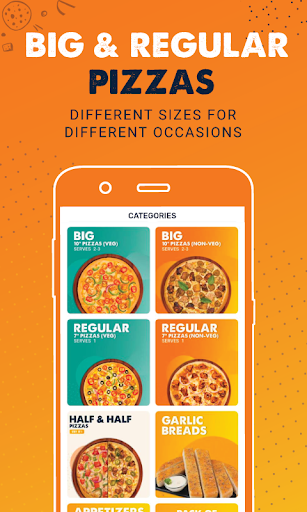 BIG & REGULAR
PIZZAS
DIFFERENT SIZES FOR
DIFFERENT OCCASIONS
CATEGORIES
BIG
10" PIZZAS (VEG)
SERVES 2-3
BIG
10" PIZZAS (NON-VEG)
SERVES 2-3
REGULAR
7" PIZZAS (VEG)
SERVES 1
REGULAR
7" PIZZAS (NON-VEG)
SERVES 1
HALF & HALF
PIZZAS
GARLIC
BREADS
APPETIZERS
PACK OF